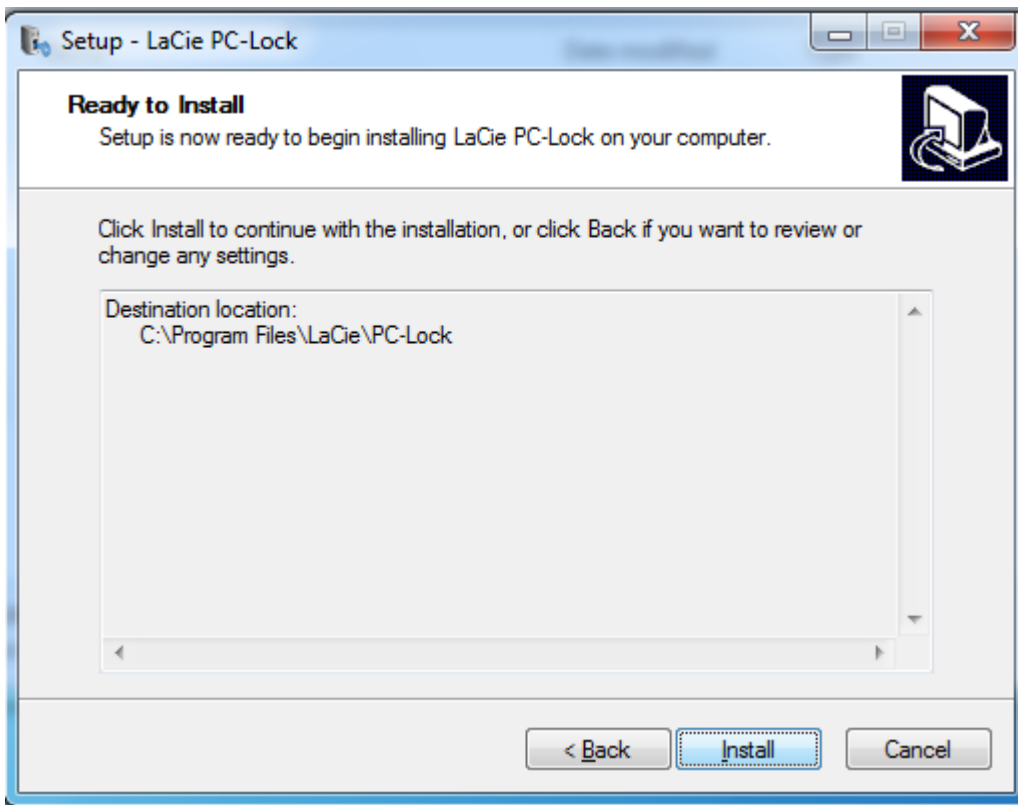 Setup - LaCie PC-Lock
Ready to Install
Setup is now ready to begin installing LaCie PC-Lock on your computer.
Click Install to continue with the installation, or click Back if you want to review or
change any settings.
Destination location:
C:\Program Files\LaCie\PC-Lock
< Back
Install
Cancel